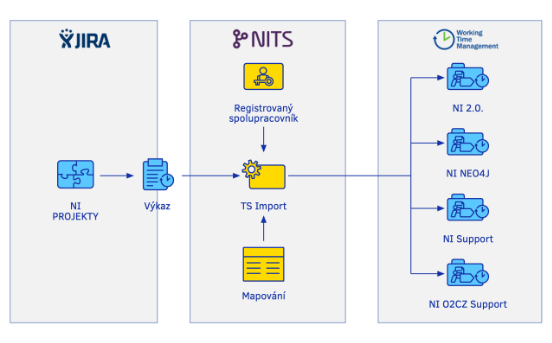 JIRA
NITS
Working
Time
Management
Registrovaný
spolupracovník
NI 2.0.
NI NEO4J
NI
PROJEKTY
Výkaz
TS Import
NI Support
Mapování
NI O2CZ Support